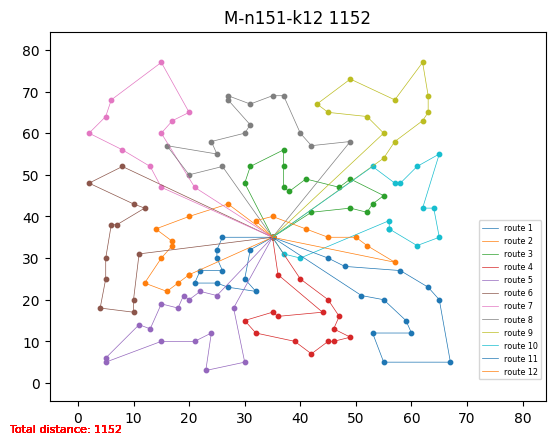 M-n151-k12 1152
80
70
60
50
40
30
20
10
0
route 1
route 2
route 3
route 4
route 5
route 6
route 7
route 8
route 9
route 10
route 11
route 12
0 10 20 30 40 50 60 70 80
Total distance: 1152